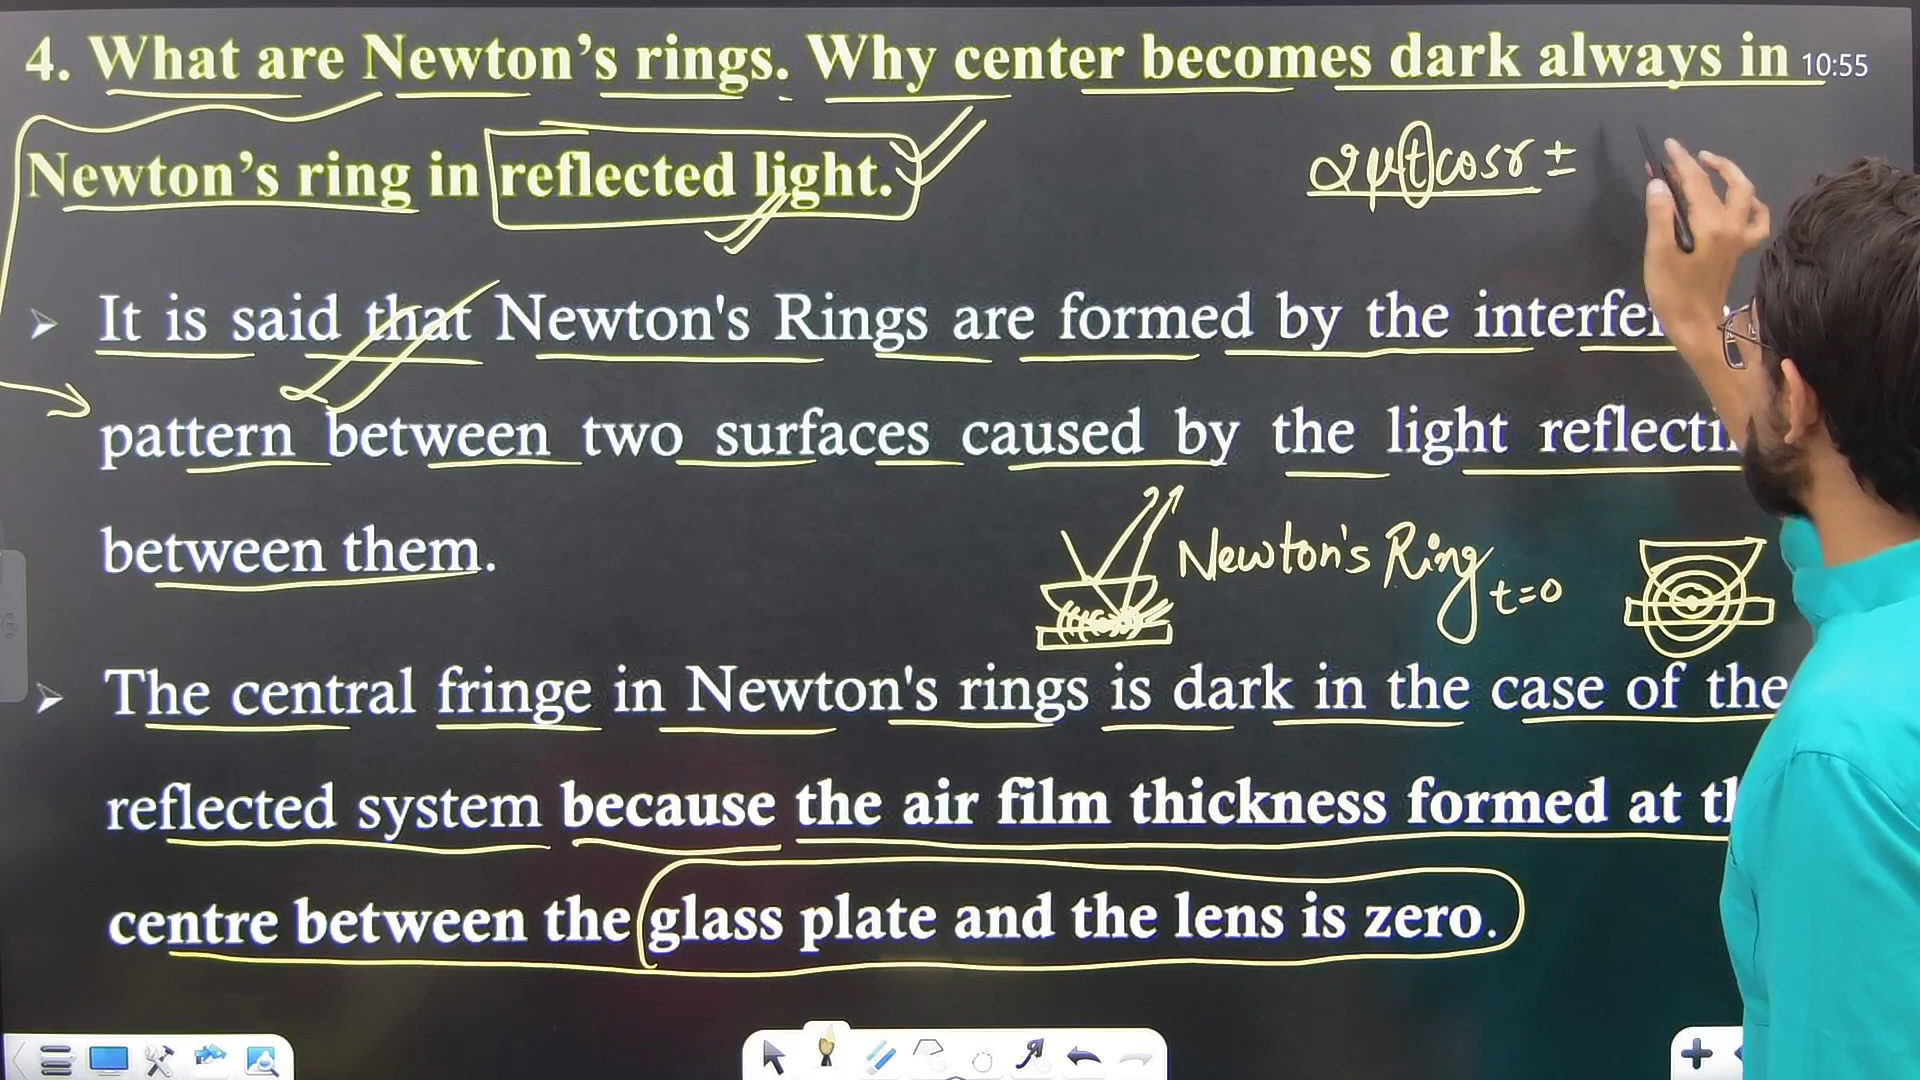 4. What are Newton's rings. Why center becomes dark always in
10:55
Newton's ring in reflected light.
2μt cosr ±
➢ It is said that Newton's Rings are formed by the
pattern between two surfaces caused by the light
between them.
Newton's Ring
t=0
➢ The central fringe in Newton's rings is dark in the case of the
reflected system because the air film thickness formed at
centre between the glass plate and the lens is zero.